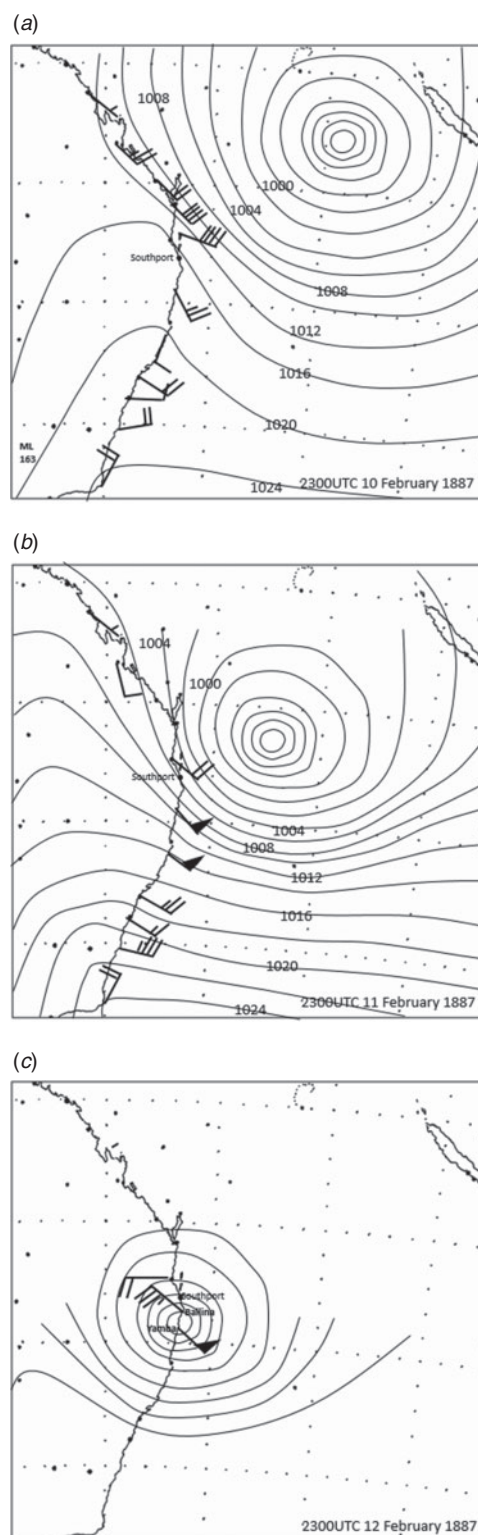 (a)
1008
1000
1004
Southport
1008
1012
1016
1020
ML
163
1024
2300UTC 10 February 1887
(b)
1004
1000
Southport
1004
1008
1012
1016
1020
1024
2300UTC 11 February 1887
(c)
Southport
Ballina
Yamba
2300UTC 12 February 1887